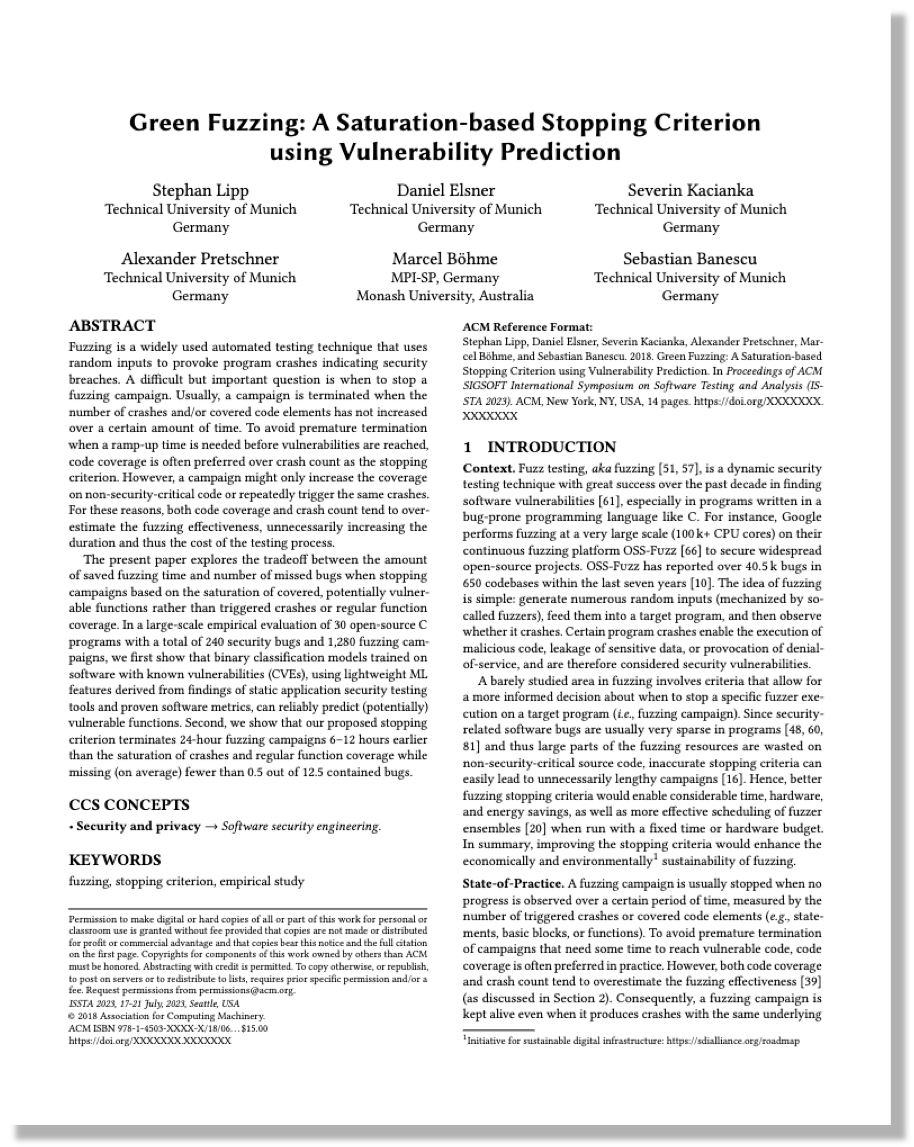 Green Fuzzing: A Saturation-based Stopping Criterion
using Vulnerability Prediction
Stephan Lipp
Technical University of Munich
Germany
Daniel Elsner
Technical University of Munich
Germany
Severin Kacianka
Technical University of Munich
Germany
Alexander Pretschner
Technical University of Munich
Germany
Marcel Böhme
MPI-SP, Germany
Monash University, Australia
Sebastian Banescu
Technical University of Munich
Germany
ABSTRACT
Fuzzing is a widely used automated testing technique that uses
random inputs to provoke program crashes indicating security
breaches. A difficult but important question is when to stop a
fuzzing campaign. Usually, a campaign is terminated when the
number of crashes and/or covered code elements has not increased
over a certain amount of time. To avoid premature termination
when a ramp-up time is needed before vulnerabilities are reached,
code coverage is often preferred over crash count as the stopping
criterion. However, a campaign might only increase the coverage
on non-security-critical code or repeatedly trigger the same crashes.
For these reasons, both code coverage and crash count tend to over-
estimate the fuzzing effectiveness, unnecessarily increasing the
duration and thus the cost of the testing process.
The present paper explores the tradeoff between the amount
of saved fuzzing time and number of missed bugs when stopping
campaigns based on the saturation of covered, potentially vulner-
able functions rather than triggered crashes or regular function
coverage. In a large-scale empirical evaluation of 30 open-source C
programs with a total of 240 security bugs and 1,280 fuzzing cam-
paigns, we first show that binary classification models trained on
software with known vulnerabilities (CVEs), using lightweight ML
features derived from findings of static application security testing
tools and proven software metrics, can reliably predict (potentially)
vulnerable functions. Second, we show that our proposed stopping
criterion terminates 24-hour fuzzing campaigns 6–12 hours earlier
than the saturation of crashes and regular function coverage while
missing (on average) fewer than 0.5 out of 12.5 contained bugs.
CCS CONCEPTS
• Security and privacy → Software security engineering.
KEYWORDS
fuzzing, stopping criterion, empirical study
Permission to make digital or hard copies of all or part of this work for personal or
classroom use is granted without fee provided that copies are not made or distributed
for profit or commercial advantage and that copies bear this notice and the full citation
on the first page. Copyrights for components of this work owned by others than ACM
must be honored. Abstracting with credit is permitted. To copy otherwise, or republish,
to post on servers or to redistribute to lists, requires prior specific permission and/or a
fee. Request permissions from permissions@acm.org.
ISSTA 2023, 17-21 July, 2023, Seattle, USA
© 2018 Association for Computing Machinery.
ACM ISBN 978-1-4503-XXXX-X/18/06...$15.00
https://doi.org/XXXXXXX.XXXXXXX
ACM Reference Format:
Stephan Lipp, Daniel Elsner, Severin Kacianka, Alexander Pretschner, Mar-
cel Böhme, and Sebastian Banescu. 2018. Green Fuzzing: A Saturation-based
Stopping Criterion using Vulnerability Prediction. In Proceedings of ACM
SIGSOFT International Symposium on Software Testing and Analysis (IS-
STA 2023). ACM, New York, NY, USA, 14 pages. https://doi.org/XXXXXXX.
XXXXXXX
1 INTRODUCTION
Context. Fuzz testing, aka fuzzing [51, 57], is a dynamic security
testing technique with great success over the past decade in finding
software vulnerabilities [61], especially in programs written in a
bug-prone programming language like C. For instance, Google
performs fuzzing at a very large scale (100 k+ CPU cores) on their
continuous fuzzing platform OSS-Fuzz [66] to secure widespread
open-source projects. OSS-Fuzz has reported over 40.5 k bugs in
650 codebases within the last seven years [10]. The idea of fuzzing
is simple: generate numerous random inputs (mechanized by so-
called fuzzers), feed them into a target program, and then observe
whether it crashes. Certain program crashes enable the execution of
malicious code, leakage of sensitive data, or provocation of denial-
of-service, and are therefore considered security vulnerabilities.
A barely studied area in fuzzing involves criteria that allow for
a more informed decision about when to stop a specific fuzzer exe-
cution on a target program (i.e., fuzzing campaign). Since security-
related software bugs are usually very sparse in programs [48, 60,
81] and thus large parts of the fuzzing resources are wasted on
non-security-critical source code, inaccurate stopping criteria can
easily lead to unnecessarily lengthy campaigns [16]. Hence, better
fuzzing stopping criteria would enable considerable time, hardware,
and energy savings, as well as more effective scheduling of fuzzer
ensembles [20] when run with a fixed time or hardware budget.
In summary, improving the stopping criteria would enhance the
economically and environmentally1 sustainability of fuzzing.
State-of-Practice. A fuzzing campaign is usually stopped when no
progress is observed over a certain period of time, measured by the
number of triggered crashes or covered code elements (e.g., state-
ments, basic blocks, or functions). To avoid premature termination
of campaigns that need some time to reach vulnerable code, code
coverage is often preferred in practice. However, both code coverage
and crash count tend to overestimate the fuzzing effectiveness [39]
(as discussed in Section 2). Consequently, a fuzzing campaign is
kept alive even when it produces crashes with the same underlying
1Initiative for sustainable digital infrastructure: https://sdialliance.org/roadmap